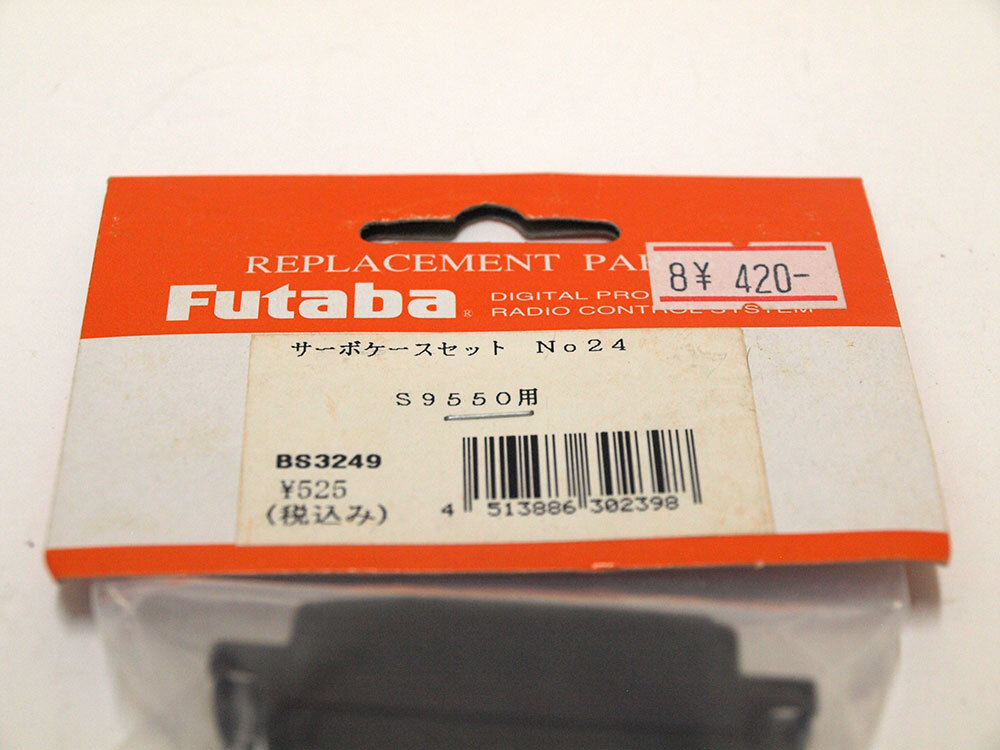 REPLACEMENT PA
8¥ 420-
Futaba®
DIGITAL PRO
RADIO CONTROL SYSTEM
サーボケースセット No24
S9550用
BS3249
¥525
(税込み)
4 513886 302398